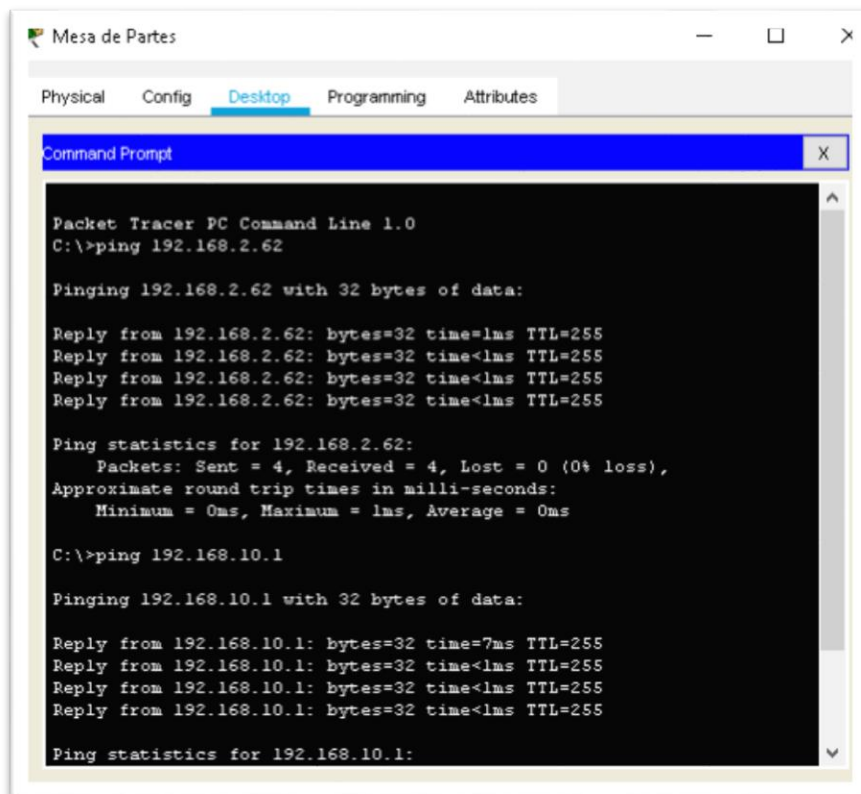 Mesa de Partes
Physical Config Desktop Programming Attributes
Command Prompt X
Packet Tracer PC Command Line 1.0
C:\>ping 192.168.2.62
Pinging 192.168.2.62 with 32 bytes of data:
Reply from 192.168.2.62: bytes=32 time=1ms TTL=255
Reply from 192.168.2.62: bytes=32 time<1ms TTL=255
Reply from 192.168.2.62: bytes=32 time<1ms TTL=255
Reply from 192.168.2.62: bytes=32 time<1ms TTL=255
Ping statistics for 192.168.2.62:
Packets: Sent = 4, Received = 4, Lost = 0 (0% loss),
Approximate round trip times in milli-seconds:
Minimum = 0ms, Maximum = 1ms, Average = 0ms
C:\>ping 192.168.10.1
Pinging 192.168.10.1 with 32 bytes of data:
Reply from 192.168.10.1: bytes=32 time=7ms TTL=255
Reply from 192.168.10.1: bytes=32 time<1ms TTL=255
Reply from 192.168.10.1: bytes=32 time<1ms TTL=255
Reply from 192.168.10.1: bytes=32 time<1ms TTL=255
Ping statistics for 192.168.10.1: